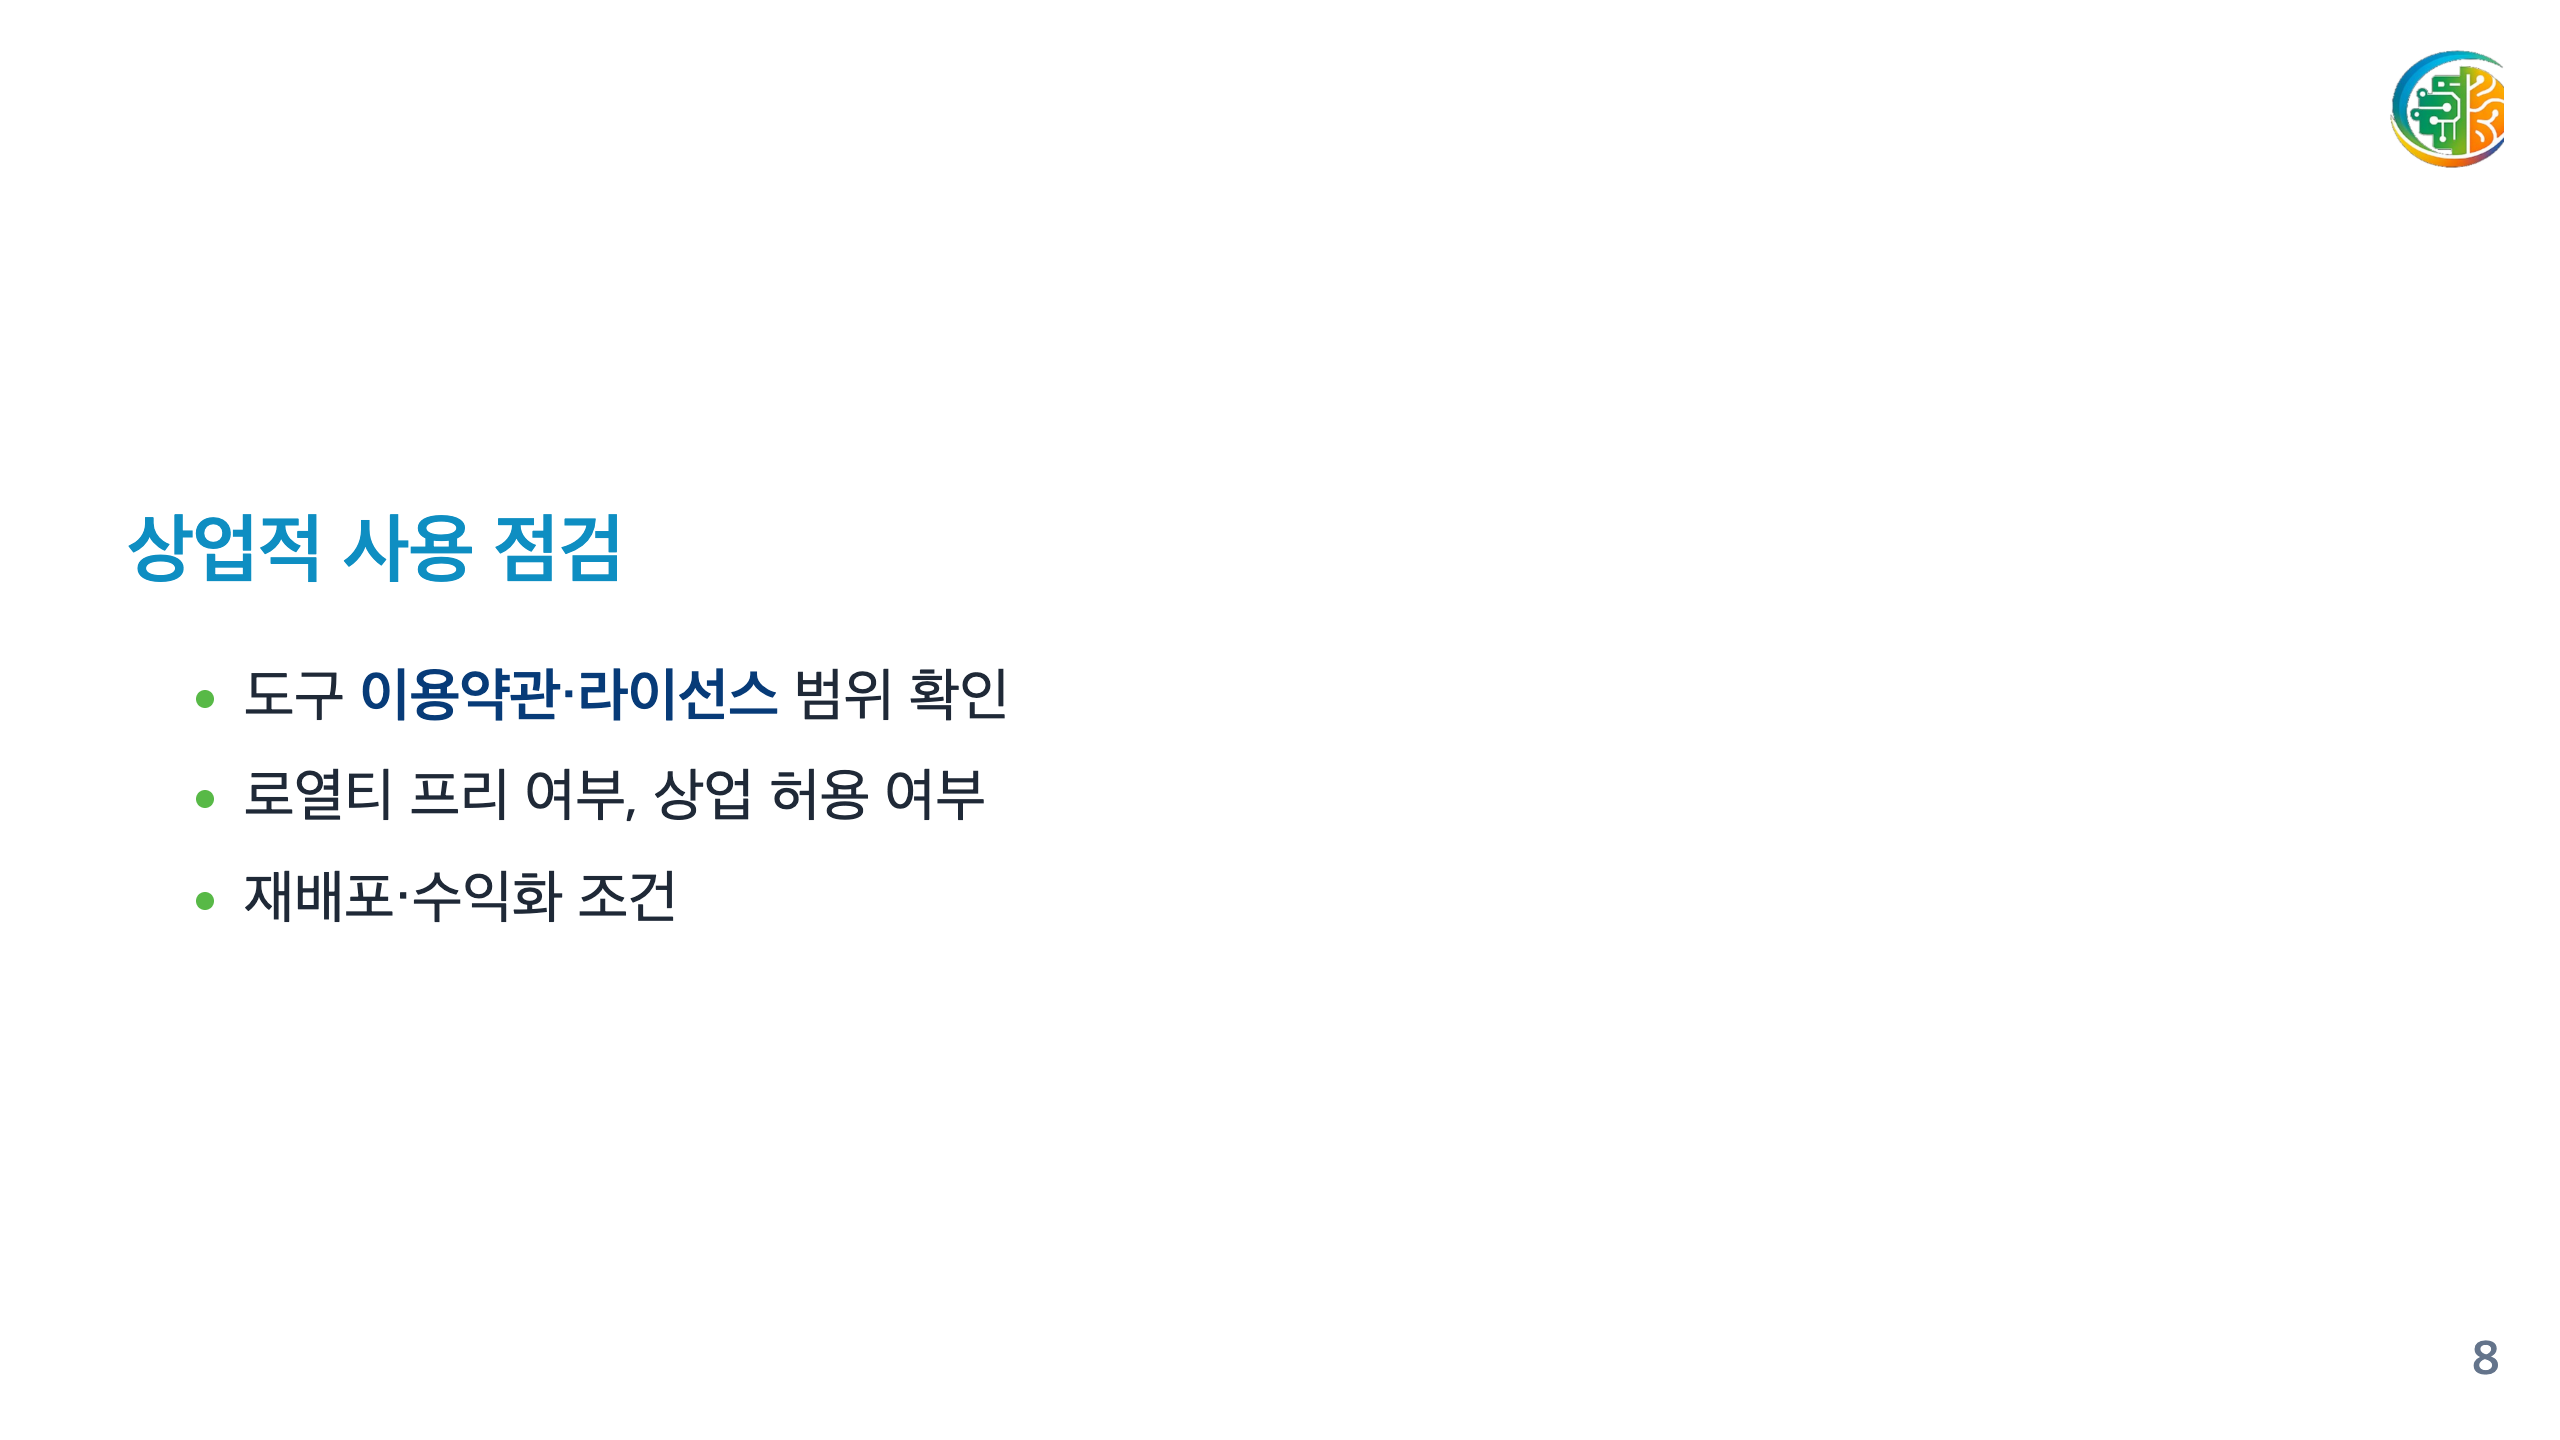 상업적 사용 점검
도구 이용약관·라이선스 범위 확인
로열티 프리 여부, 상업 허용 여부
재배포·수익화 조건
8